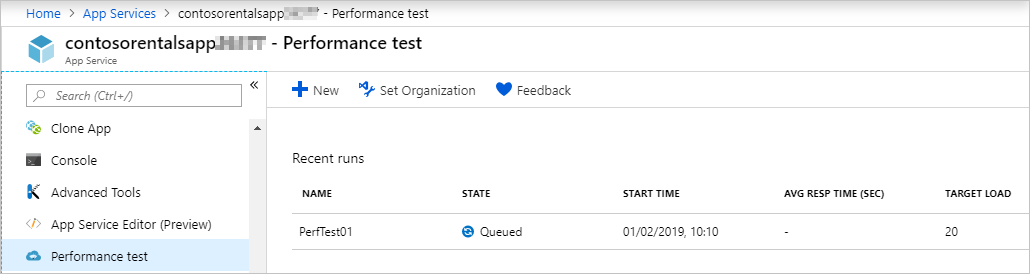 Home > App Services > contosorentalsapp - Performance test
contosorentalsapp - Performance test
App Service
Search (Ctrl+/)
«
New Set Organization Feedback
Clone App
Console
Advanced Tools
App Service Editor (Preview)
Performance test
Recent runs
NAME STATE START TIME AVG RESP TIME (SEC) TARGET LOAD
PerfTest01 Queued 01/02/2019, 10:10 - 20